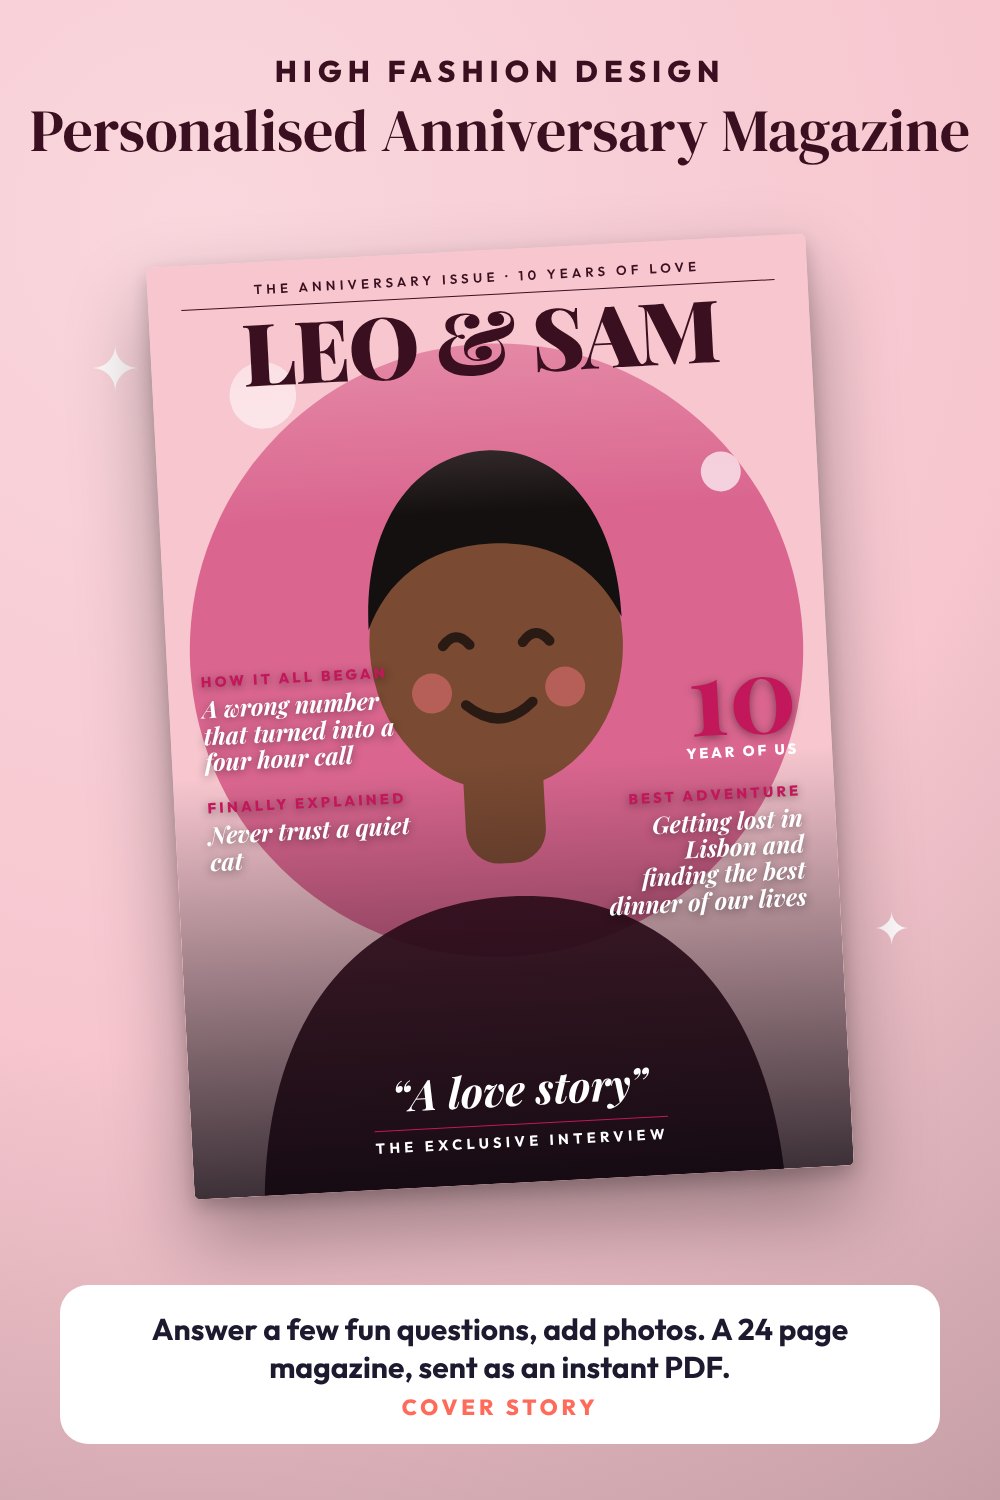 HIGH FASHION DESIGN
Personalised Anniversary Magazine
THE ANNIVERSARY ISSUE · 10 YEARS OF LOVE
LEO & SAM
HOW IT ALL BEGAN
A wrong number
that turned into a
four hour call
FINALLY EXPLAINED
Never trust a quiet
cat
10
YEAR OF US
BEST ADVENTURE
Getting lost in
Lisbon and
finding the best
dinner of our lives
“A love story”
THE EXCLUSIVE INTERVIEW
Answer a few fun questions, add photos. A 24 page
magazine, sent as an instant PDF.
COVER STORY